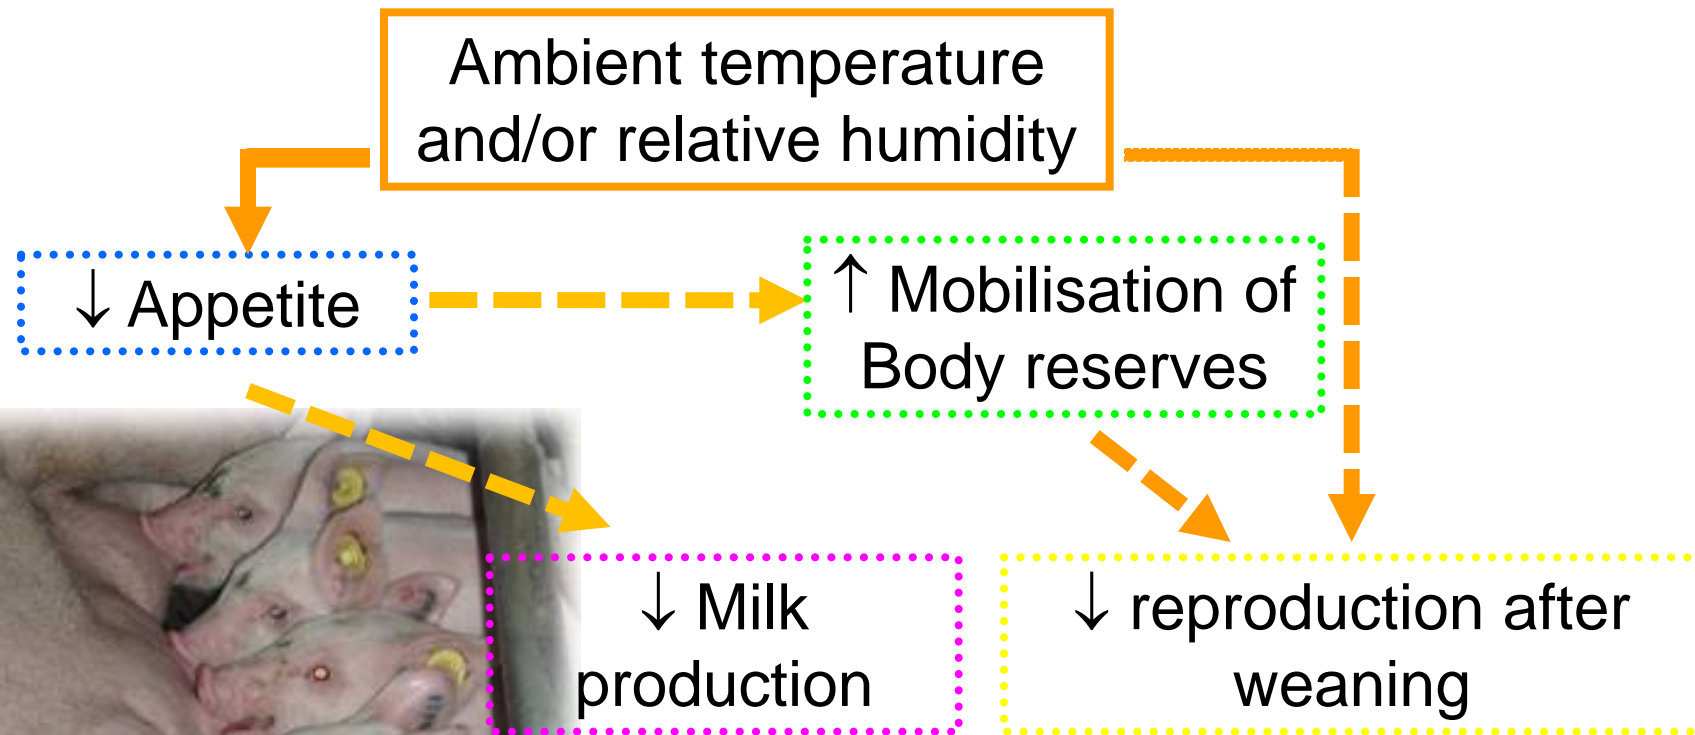 Ambient temperature
and/or relative humidity
↓ Appetite
↑ Mobilisation of
Body reserves
↓ Milk
production
↓ reproduction after
weaning